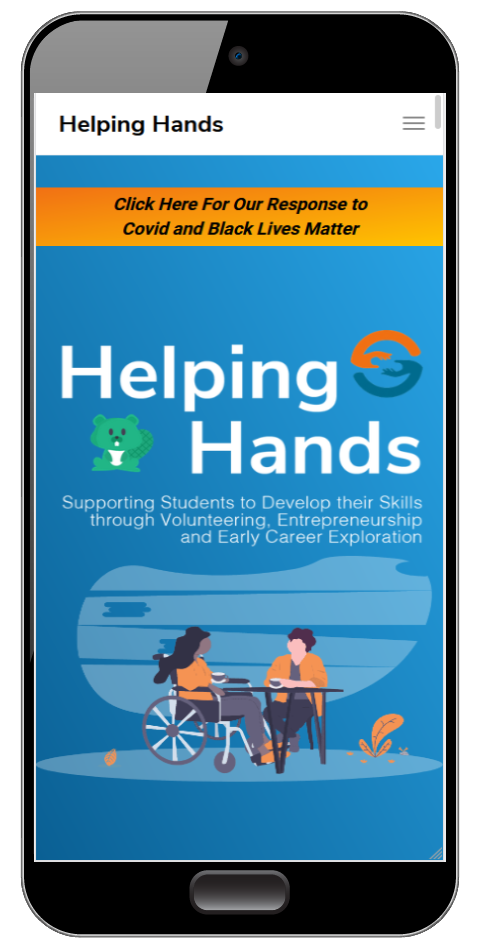 Helping Hands
Click Here For Our Response to
Covid and Black Lives Matter
Helping
Hands
Supporting Students to Develop their Skills
through Volunteering, Entrepreneurship
and Early Career Exploration